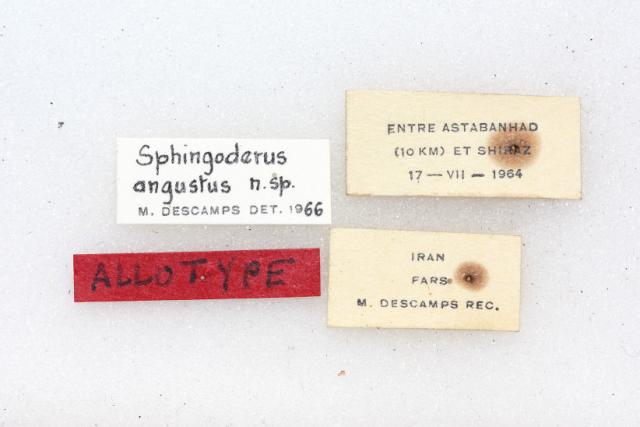 Sphingoderus
angustus n.sp.
M. DESCAMPS DET. 1966
ALLOTYPE
ENTRE ASTABANHAD
(10 KM) ET SHIRAZ
17 — VII — 1964
IRAN
FARS
M. DESCAMPS REC.